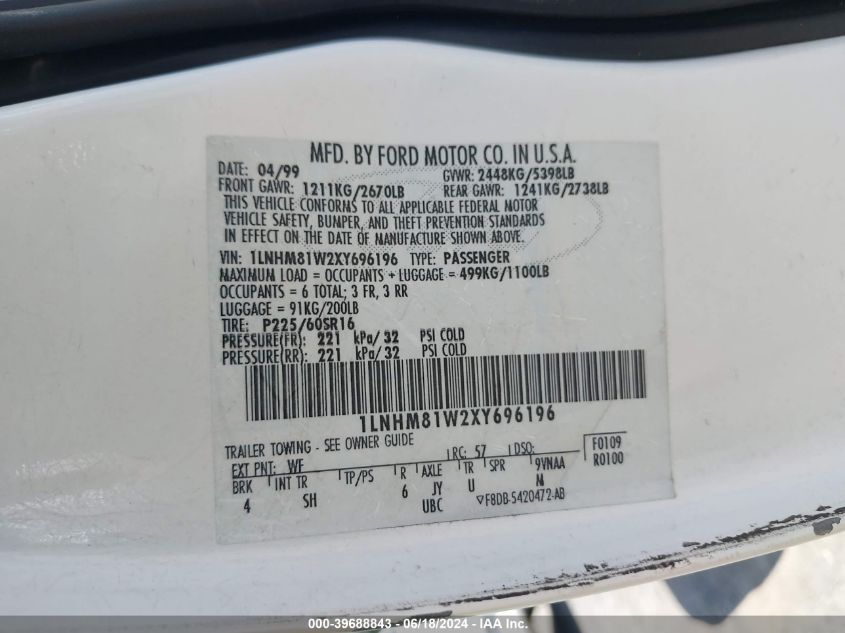 MFD. BY FORD MOTOR CO. IN U.S.A.
DATE: 04/99 GVWR: 2448KG/5398LB
FRONT GAWR: 1211KG/2670LB REAR GAWR: 1241KG/2738LB
THIS VEHICLE CONFORMS TO ALL APPLICABLE FEDERAL MOTOR
VEHICLE SAFETY, BUMPER, AND THEFT PREVENTION STANDARDS
IN EFFECT ON THE DATE OF MANUFACTURE SHOWN ABOVE.
VIN: 1LNHM81W2XY696196 TYPE: PASSENGER
MAXIMUM LOAD = OCCUPANTS + LUGGAGE = 499KG/1100LB
OCCUPANTS = 6 TOTAL; 3 FR, 3 RR
LUGGAGE = 91KG/200LB
TIRE: P225/60SR16
PRESSURE(FR): 221 kPa/ 32 PSI COLD
PRESSURE(RR): 221 kPa/ 32 PSI COLD
1LNHM81W2XY696196
TRAILER TOWING - SEE OWNER GUIDE
EXT PNT: WF RC: 57 DSO: F0109
BRK INT TR TP/PS R AXLE TR SPR 9VNAA R0100
4 SH 6 JY U N
UBC F8DB-5420472-AB
000-39688843 / 06/18/2024 - COPYRIGHT IAA, LLC.